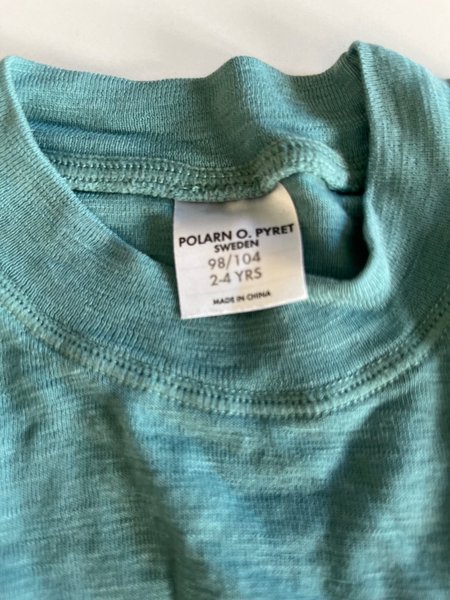 POLARN O. PYRET
SWEDEN
98/104
2-4 YRS
MADE IN CHINA